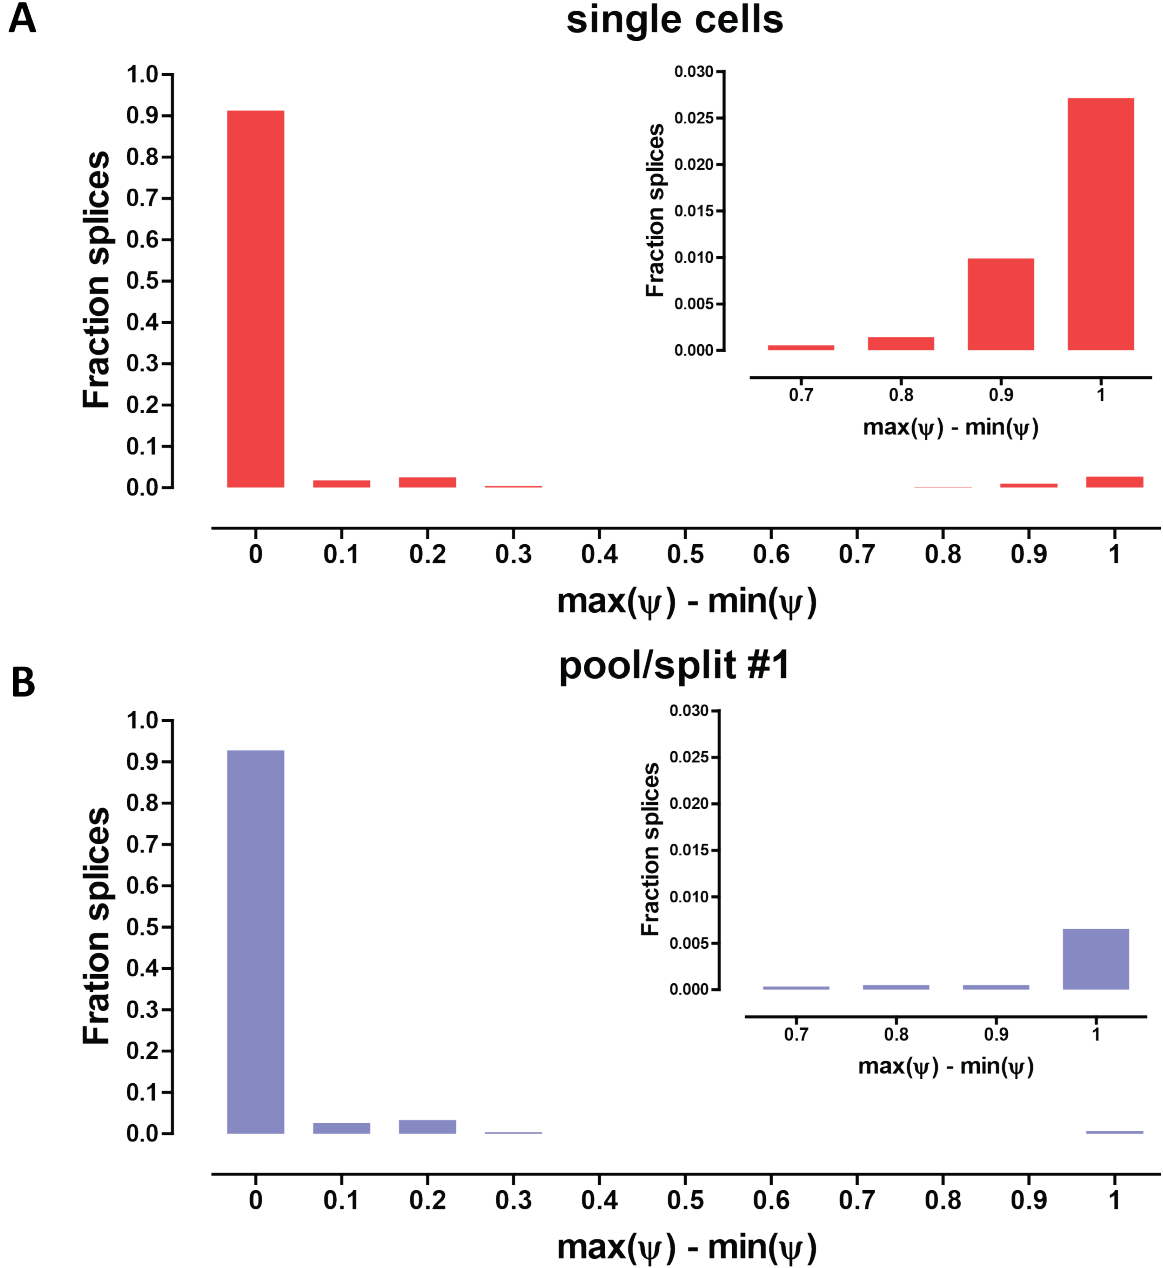 A
single cells
1.0
0.9
0.8
0.7
0.6
0.5
0.4
0.3
0.2
0.1
0.0
Fraction splices
0 0.1 0.2 0.3 0.4 0.5 0.6 0.7 0.8 0.9 1
max(ψ) - min(ψ)
0.030
0.025
0.020
0.015
0.010
0.005
0.000
Fraction splices
0.7 0.8 0.9 1
max(ψ) - min(ψ)
B
pool/split #1
1.0
0.9
0.8
0.7
0.6
0.5
0.4
0.3
0.2
0.1
0.0
Fration splices
0 0.1 0.2 0.3 0.4 0.5 0.6 0.7 0.8 0.9 1
max(ψ) - min(ψ)
0.030
0.025
0.020
0.015
0.010
0.005
0.000
Fraction splices
0.7 0.8 0.9 1
max(ψ) - min(ψ)